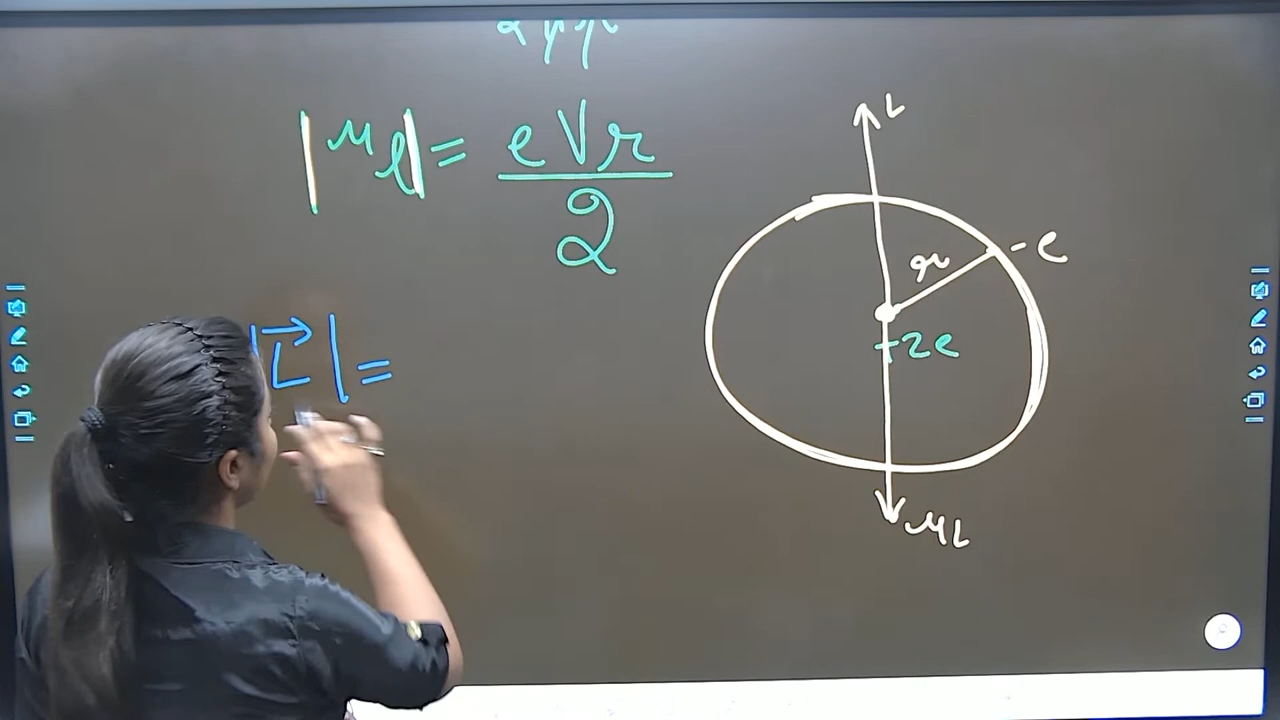 |μl| = eVr/2
|L⃗| =
L
r
-e
+ze
μL